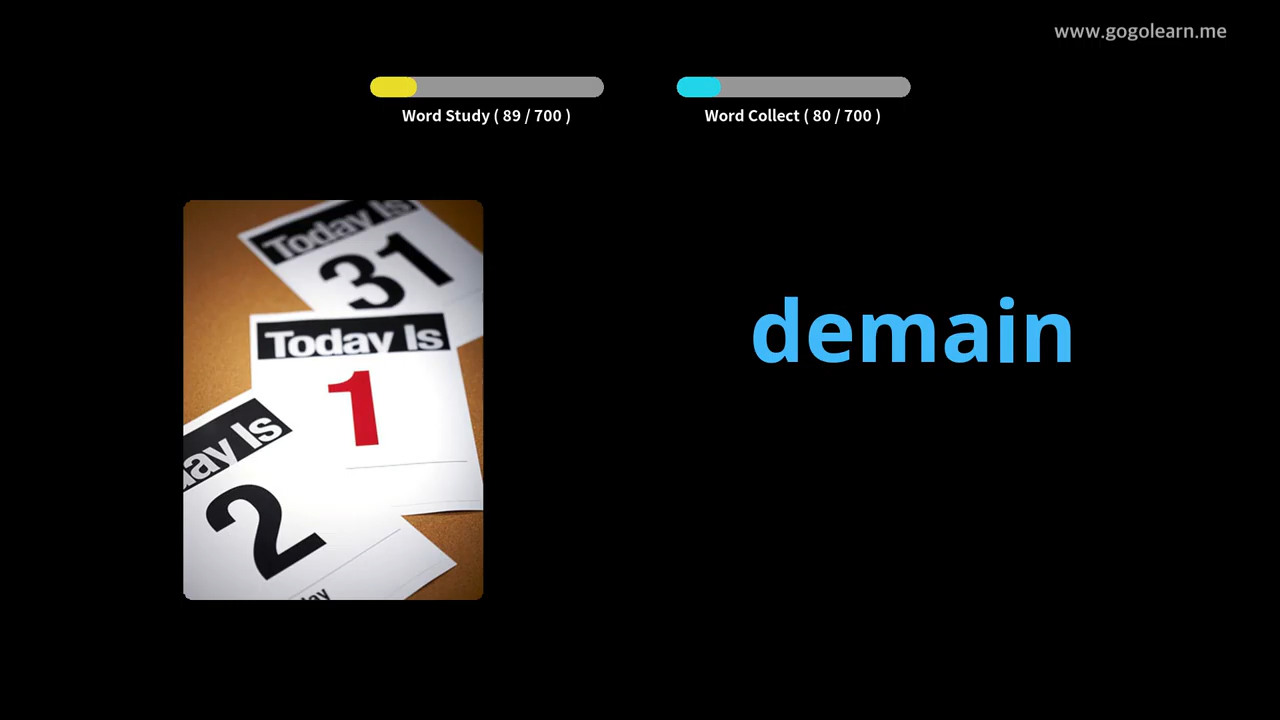 www.gogolearn.me
Word Study ( 89 / 700 )
Word Collect ( 80 / 700 )
Today Is
31
Today Is
1
demain
ay Is
2
ay